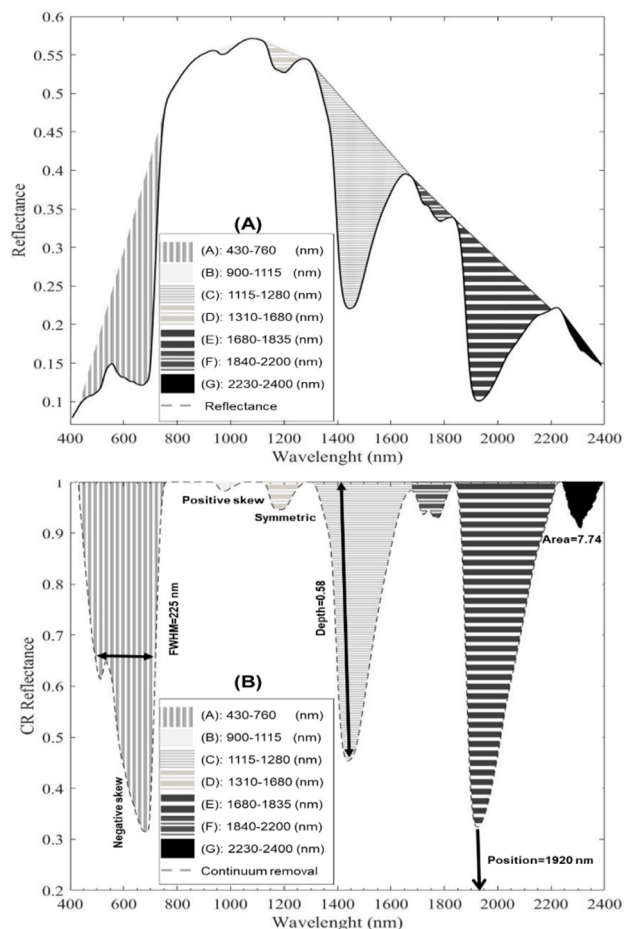 0.6
0.55
0.5
0.45
0.4
0.35
0.3
0.25
0.2
0.15
0.1
Reflectance
(A)
(A): 430-760 (nm)
(B): 900-1115 (nm)
(C): 1115-1280 (nm)
(D): 1310-1680 (nm)
(E): 1680-1835 (nm)
(F): 1840-2200 (nm)
(G): 2230-2400 (nm)
Reflectance
400 600 800 1000 1200 1400 1600 1800 2000 2200 2400
Wavelenght (nm)
1
0.9
0.8
0.7
0.6
0.5
0.4
0.3
0.2
CR Reflectance
Positive skew
Symmetric
Area=7.74
FWHM=225 nm
Depth=0.58
Negative skew
Position=1920 nm
(B)
(A): 430-760 (nm)
(B): 900-1115 (nm)
(C): 1115-1280 (nm)
(D): 1310-1680 (nm)
(E): 1680-1835 (nm)
(F): 1840-2200 (nm)
(G): 2230-2400 (nm)
Continuum removal
400 600 800 1000 1200 1400 1600 1800 2000 2200 2400
Wavelenght (nm)